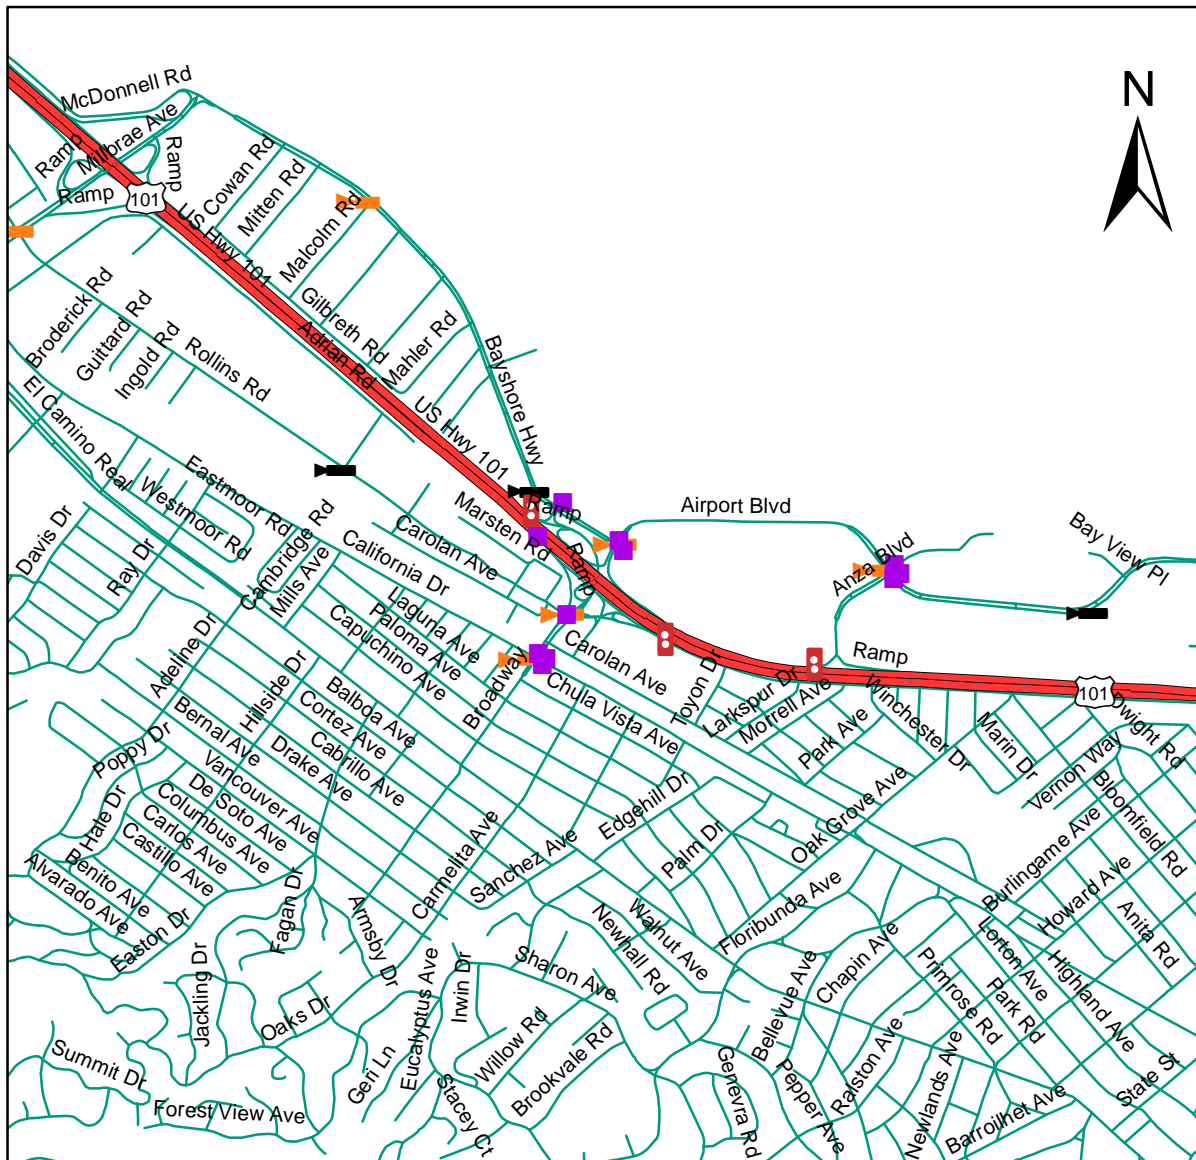 N
McDonnell Rd
Millbrae Ave
Ramp
Ramp
Ramp
101
US Hwy 101
Cowan Rd
Mitten Rd
Malcolm Rd
Gilbreth Rd
Adrian Rd
Mahler Rd
Bayshore Hwy
Broderick Rd
Guittard Rd
Ingold Rd
Rollins Rd
El Camino Real
US Hwy 101
Eastmoor Rd
Westmoor Rd
Cambridge Rd
Mills Ave
Davis Dr
Ray Dr
Marsten Rd
Ramp
Ramp
Airport Blvd
Anza Blvd
Bay View Pl
California Dr
Carolan Ave
Laguna Ave
Paloma Ave
Capuchino Ave
Broadway
Carolan Ave
Chula Vista Ave
Toyon Dr
Larkspur Dr
Morrell Ave
Park Ave
Ramp
Winchester Dr
Marin Dr
101
Dwight Rd
Vernon Way
Bloomfield Rd
Adeline Dr
Hillside Dr
Balboa Ave
Cortez Ave
Cabrillo Ave
Drake Ave
Bernal Ave
Vancouver Ave
Poppy Dr
De Soto Ave
Columbus Ave
Carlos Ave
Castillo Ave
Hale Dr
Benito Ave
Alvarado Ave
Easton Dr
Fagan Dr
Armsby Dr
Carmelita Ave
Sanchez Ave
Edgehill Dr
Palm Dr
Oak Grove Ave
Floribunda Ave
Burlingame Ave
Howard Ave
Anita Rd
Walnut Ave
Newhall Rd
Sharon Ave
Irwin Dr
Eucalyptus Ave
Jackling Dr
Oaks Dr
Geri Ln
Summit Dr
Forest View Ave
Willow Rd
Brookvale Rd
Stacey Ct
Bellevue Ave
Chapin Ave
Primrose Rd
Lorton Ave
Park Rd
Highland Ave
Genevra Rd
Pepper Ave
Ralston Ave
Newlands Ave
Barroilhet Ave
State St